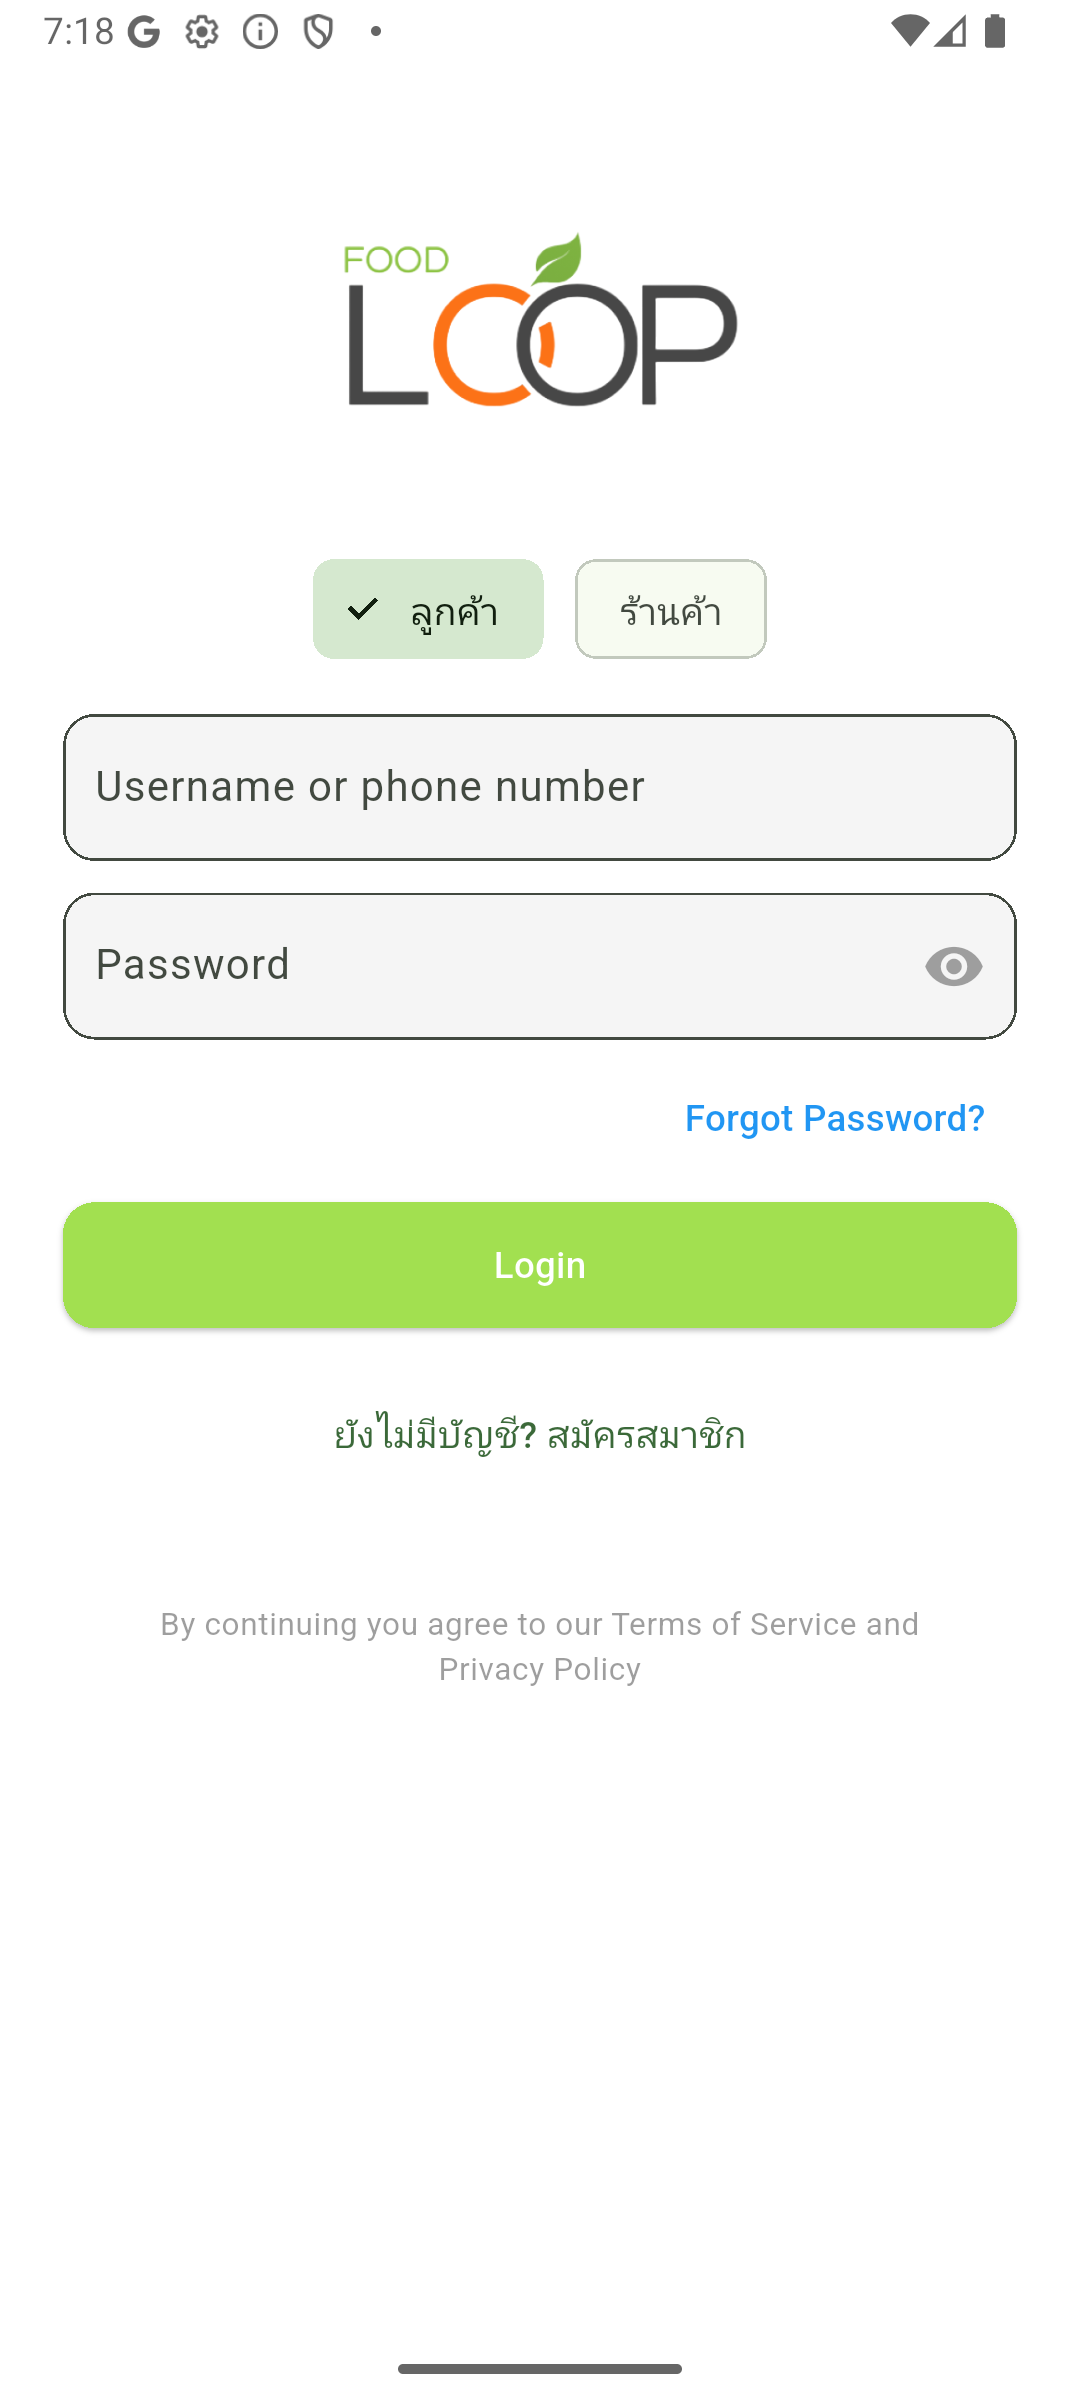 7:18
FOOD
LOOP
ลูกค้า
ร้านค้า
Username or phone number
Password
Forgot Password?
Login
ยังไม่มีบัญชี? สมัครสมาชิก
By continuing you agree to our Terms of Service and
Privacy Policy